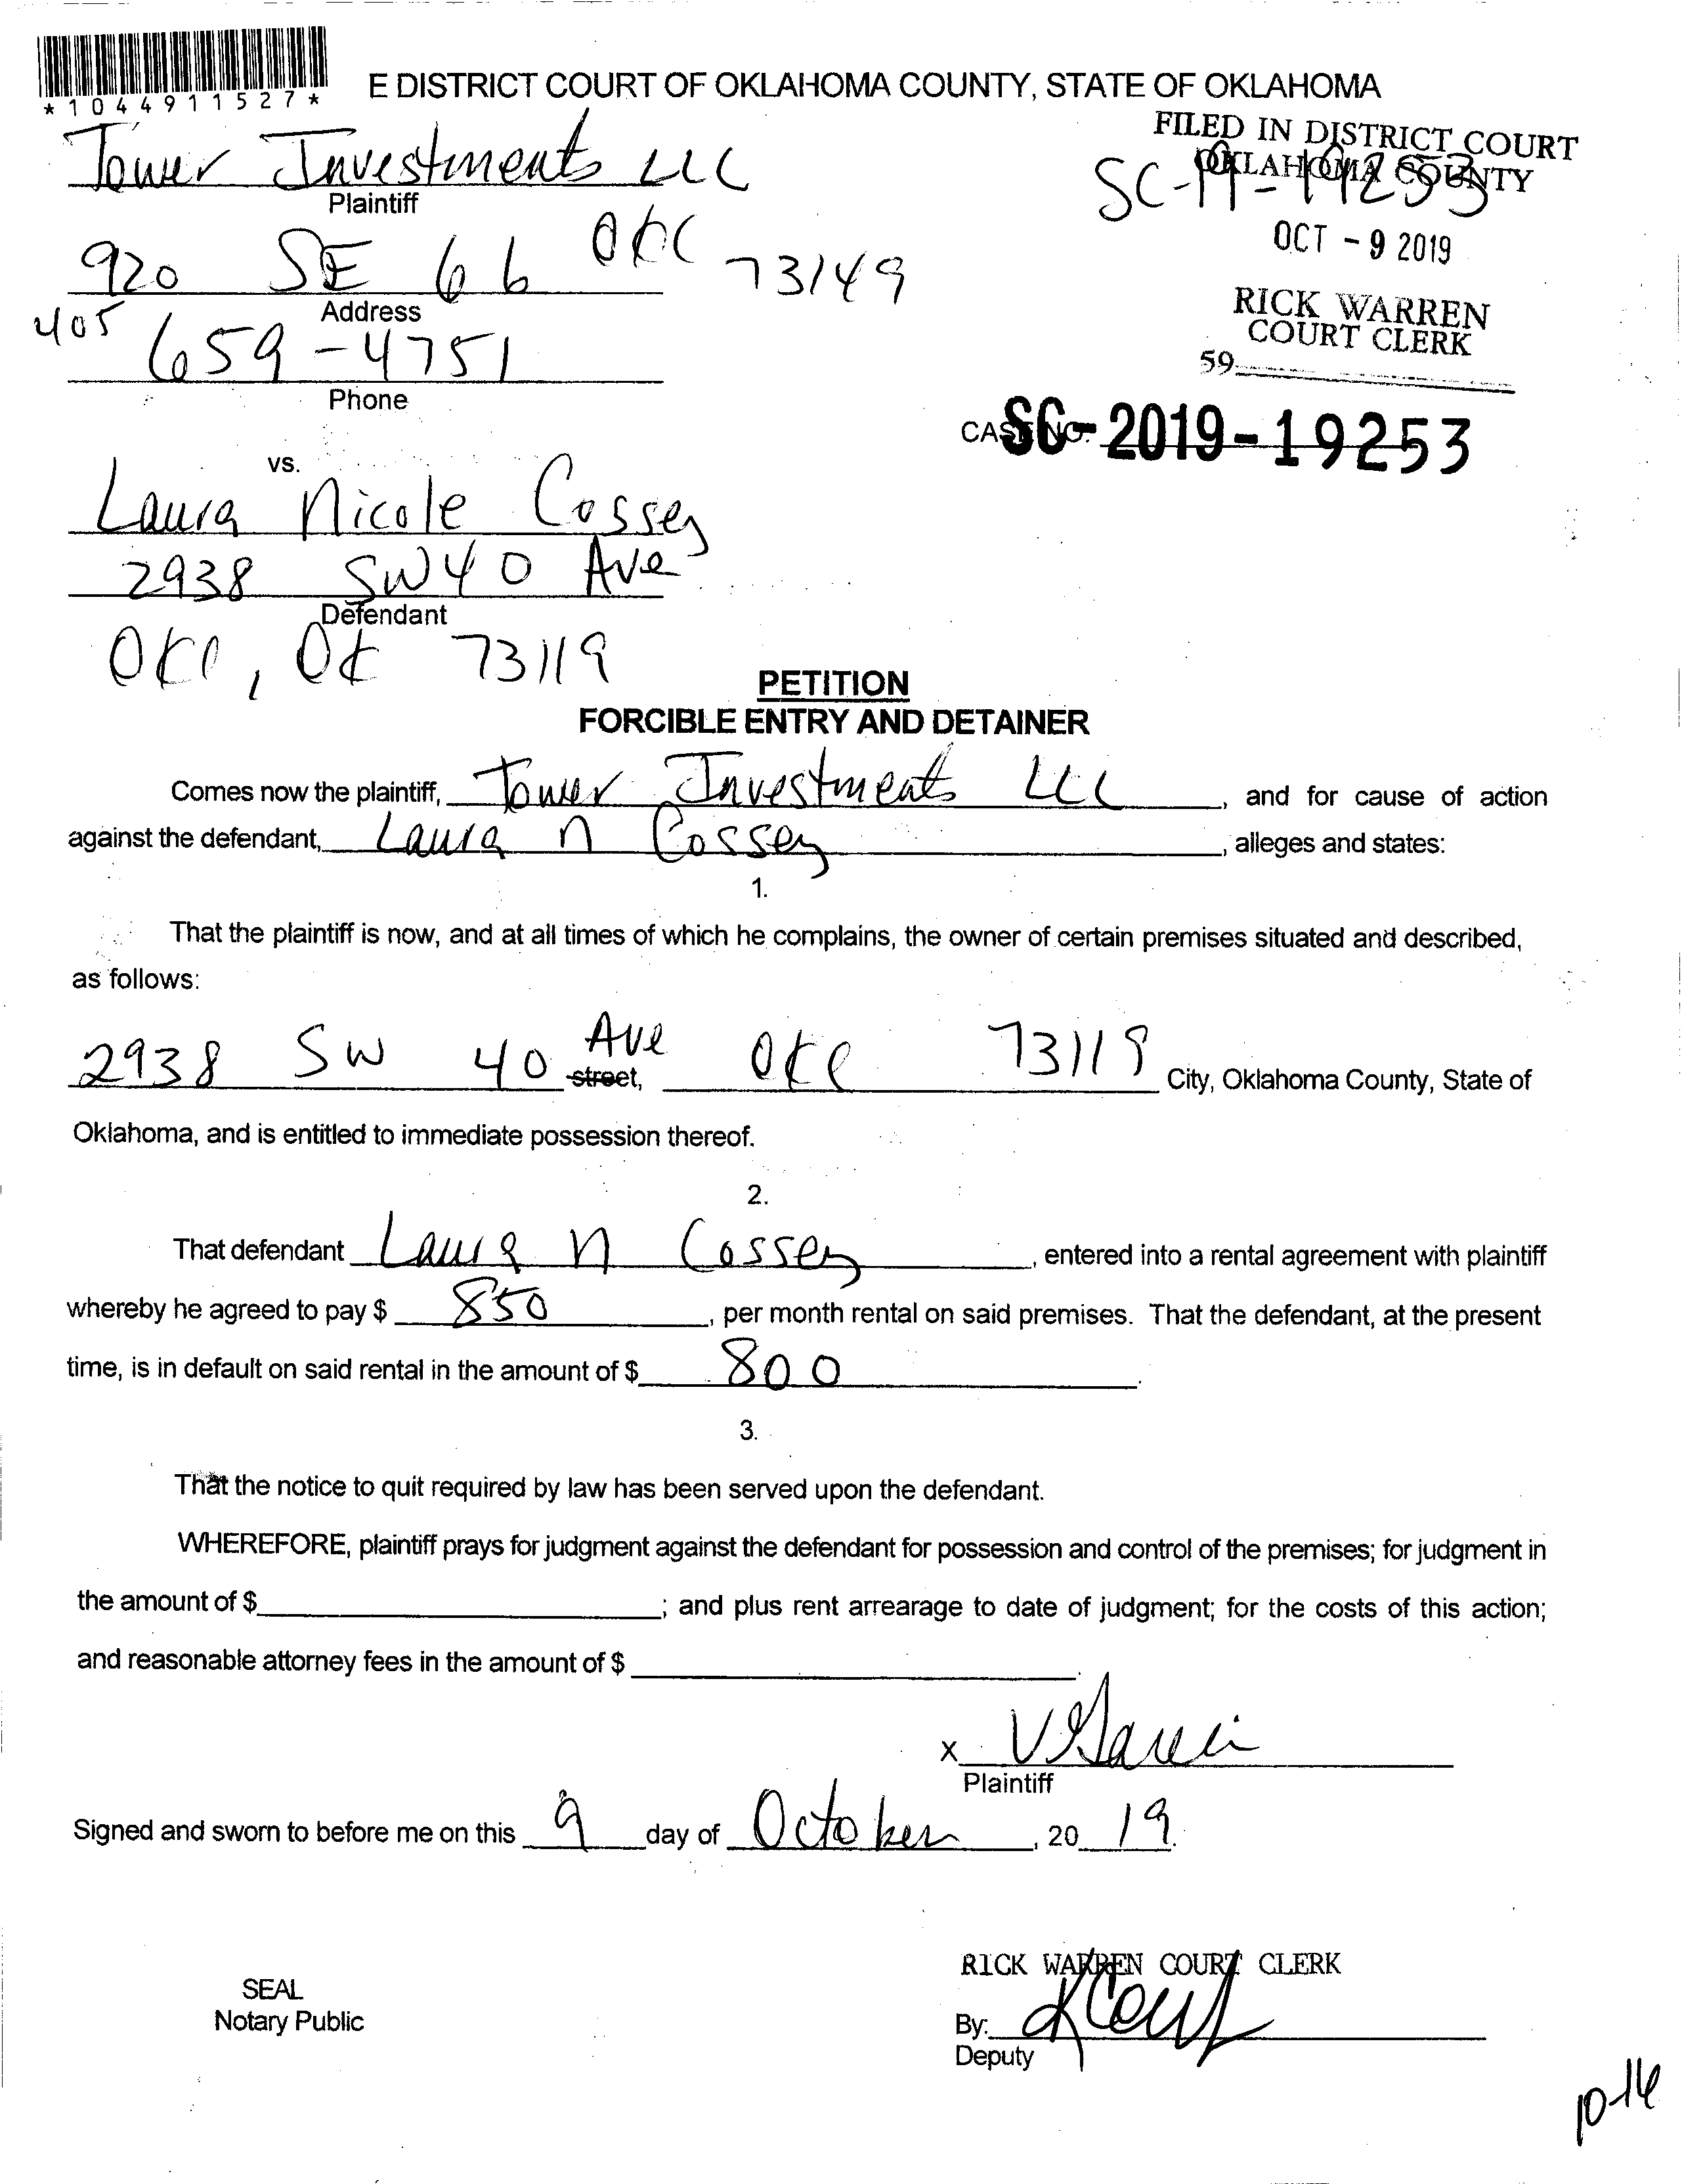 *1044911527*
E DISTRICT COURT OF OKLAHOMA COUNTY, STATE OF OKLAHOMA
FILED IN DISTRICT COURT
OKLAHOMA COUNTY
Tower Investments LLC
SC-19-19253
Plaintiff
OCT - 9 2019
920 SE 66 OKC 73149
Address
RICK WARREN
COURT CLERK
405 659-4751
59
Phone
CASE NO. SC-2019-19253
vs.
Laura Nicole Cossey
2938 SW 40 Ave
Defendant
OKC, OK 73119
PETITION
FORCIBLE ENTRY AND DETAINER
Comes now the plaintiff, Tower Investments LLC, and for cause of action
against the defendant, Laura n Cossey, alleges and states:
1.
That the plaintiff is now, and at all times of which he complains, the owner of certain premises situated and described,
as follows:
2938 SW 40 Ave street, OKC 73119 City, Oklahoma County, State of
Oklahoma, and is entitled to immediate possession thereof.
2.
That defendant Laura n Cossey, entered into a rental agreement with plaintiff
whereby he agreed to pay $ 850, per month rental on said premises. That the defendant, at the present
time, is in default on said rental in the amount of $ 800.
3.
That the notice to quit required by law has been served upon the defendant.
WHEREFORE, plaintiff prays for judgment against the defendant for possession and control of the premises; for judgment in
the amount of $ ; and plus rent arrearage to date of judgment; for the costs of this action;
and reasonable attorney fees in the amount of $
x
Plaintiff
Signed and sworn to before me on this 9 day of October, 2019.
RICK WARREN COURT CLERK
SEAL
Notary Public
By:
Deputy
10-16